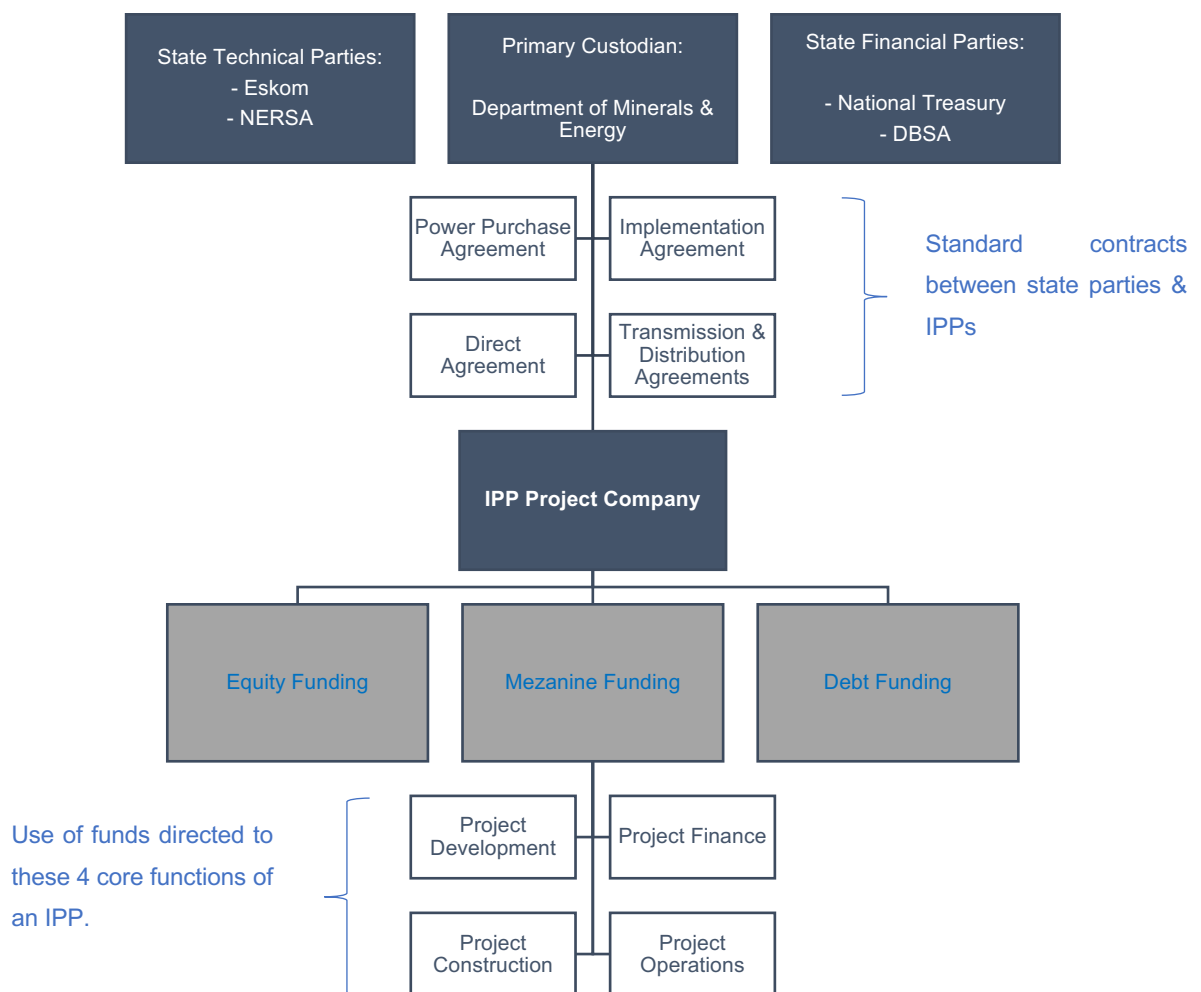 State Technical Parties:
- Eskom
- NERSA
Primary Custodian:
Department of Minerals &
Energy
State Financial Parties:
- National Treasury
- DBSA
Power Purchase
Agreement
Implementation
Agreement
Direct
Agreement
Transmission &
Distribution
Agreements
Standard contracts
between state parties &
IPPs
IPP Project Company
Equity Funding
Mezanine Funding
Debt Funding
Use of funds directed to
these 4 core functions of
an IPP.
Project
Development
Project Finance
Project
Construction
Project
Operations